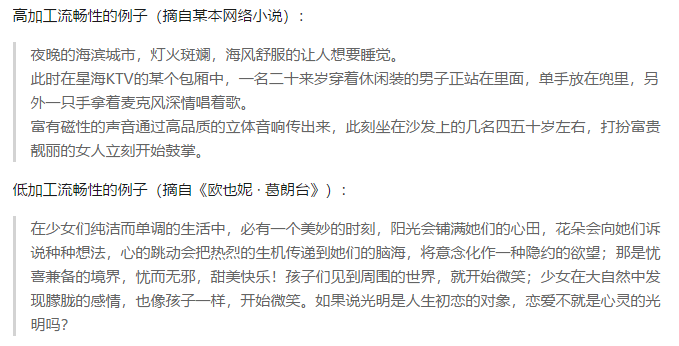 高加工流畅性的例子（摘自某本网络小说）：
夜晚的海滨城市，灯火斑斓，海风舒服的让人想要睡觉。
此时在星海KTV的某个包厢中，一名二十来岁穿着休闲装的男子正站在里面，单手放在兜里，另
外一只手拿着麦克风深情唱着歌。
富有磁性的声音通过高品质的立体音响传出来，此刻坐在沙发上的几名四五十岁左右，打扮富贵
靓丽的女人立刻开始鼓掌。
低加工流畅性的例子（摘自《欧也妮 · 葛朗台》）：
在少女们纯洁而单调的生活中，必有一个美妙的时刻，阳光会铺满她们的心田，花朵会向她们诉
说种种想法，心的跳动会把热烈的生机传递到她们的脑海，将意念化作一种隐约的欲望；那是忧
喜兼备的境界，忧而无邪，甜美快乐！孩子们见到周围的世界，就开始微笑；少女在大自然中发
现朦胧的感情，也像孩子一样，开始微笑。如果说光明是人生初恋的对象，恋爱不就是心灵的光
明吗？